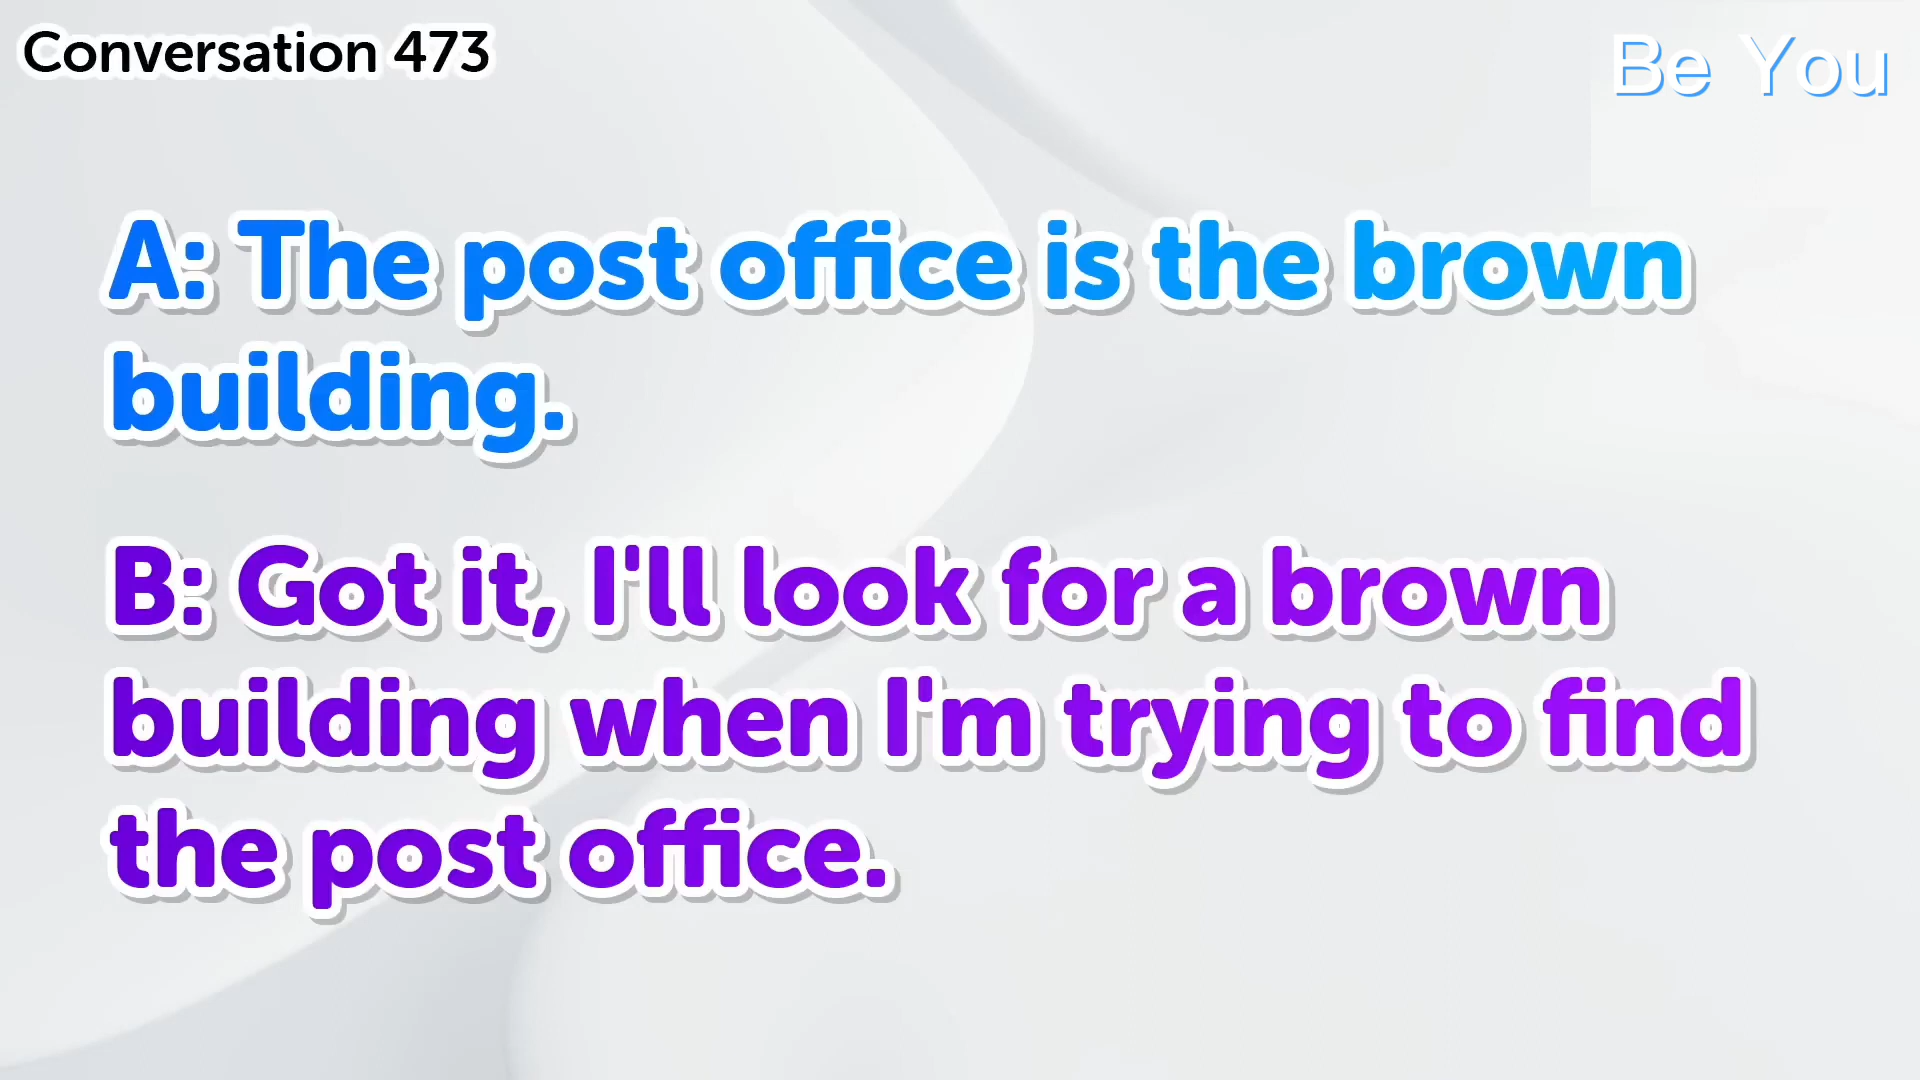 Conversation 473
Be You
A: The post office is the brown
building.
B: Got it, I'll look for a brown
building when I'm trying to find
the post office.